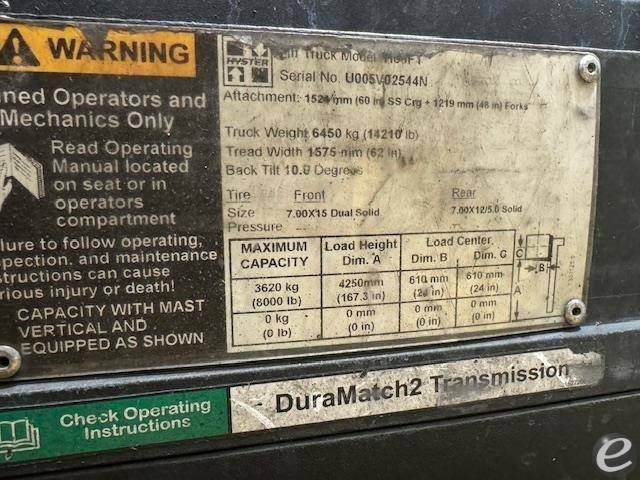 WARNING
ined Operators and
Mechanics Only
Read Operating
Manual located
on seat or in
operators
compartment
ilure to follow operating,
pection, and maintenance
structions can cause
rious injury or death!
CAPACITY WITH MAST
VERTICAL AND
EQUIPPED AS SHOWN
HYSTER
Lift Truck Model
Serial No. U005V02544N
Attachment: 1524 mm (60 in) SS Crg + 1219 mm (48 in) Forks
Truck Weight 6450 kg (14210 lb)
Tread Width 1575 mm (62 in)
Back Tilt 10.0 Degrees
Tire Front Rear
Size 7.00X15 Dual Solid 7.00X12/5.0 Solid
Pressure
MAXIMUM CAPACITY
Load Height Dim. A
Load Center
Dim. B Dim. C
3620 kg 4250mm 610 mm 610 mm
(8000 lb) (167.3 in) (24 in) (24 in)
0 kg 0 mm 0 mm 0 mm
(0 lb) (0 in) (0 in) (0 in)
C
B
A
Check Operating
Instructions
DuraMatch2 Transmission
e